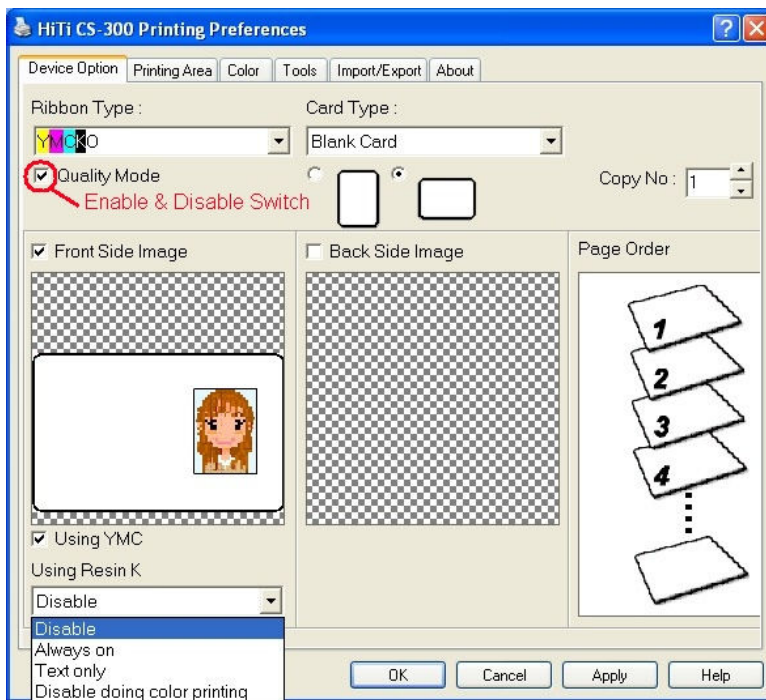 HiTi CS-300 Printing Preferences
Device Option Printing Area Color Tools Import/Export About
Ribbon Type : Card Type :
YMCKO Blank Card
Quality Mode Copy No : 1
Enable & Disable Switch
Front Side Image Back Side Image Page Order
1
2
3
4
Using YMC
Using Resin K
Disable
Disable
Always on
Text only
Disable doing color printing
OK Cancel Apply Help